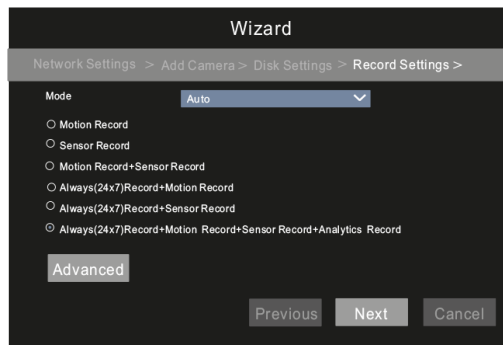 Wizard
Network Settings > Add Camera > Disk Settings > Record Settings >
Mode Auto
Motion Record
Sensor Record
Motion Record+Sensor Record
Always(24x7)Record+Motion Record
Always(24x7)Record+Sensor Record
Always(24x7)Record+Motion Record+Sensor Record+Analytics Record
Advanced
Previous Next Cancel